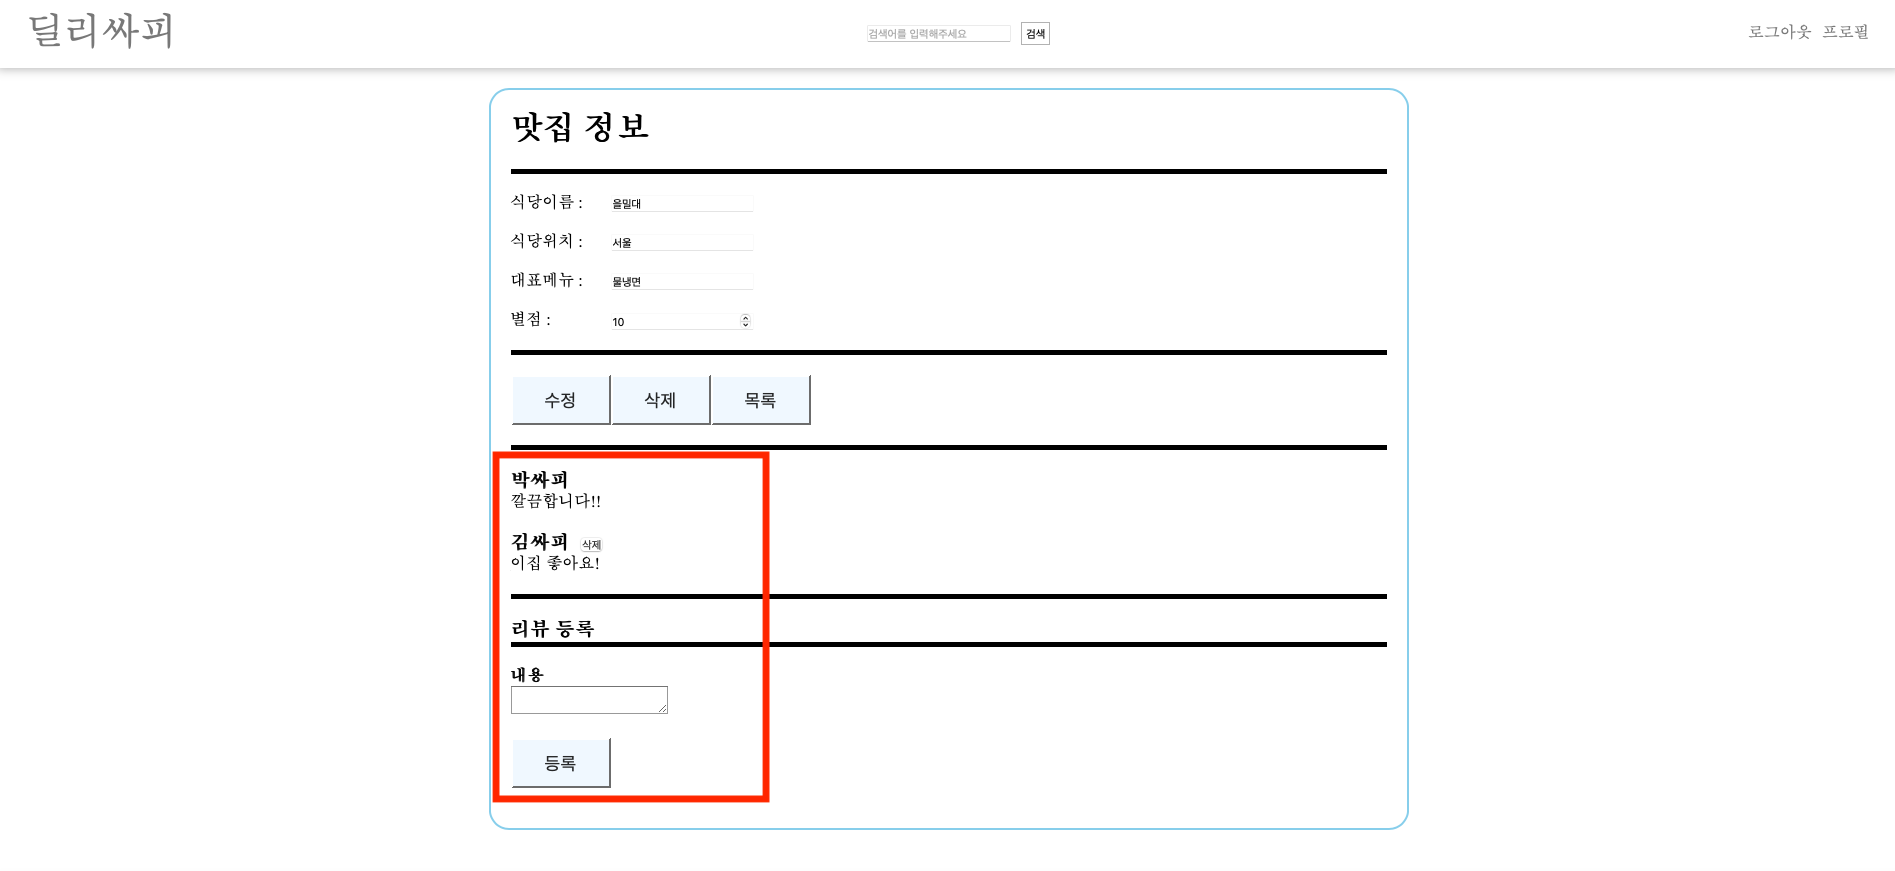 딜리싸피
검색어를 입력해주세요 검색
로그아웃 프로필
맛집 정보
식당이름 : 을밀대
식당위치 : 서울
대표메뉴 : 물냉면
별점 : 10
수정 삭제 목록
박싸피
깔끔합니다!!
김싸피 삭제
이집 좋아요!
리뷰 등록
내용
등록